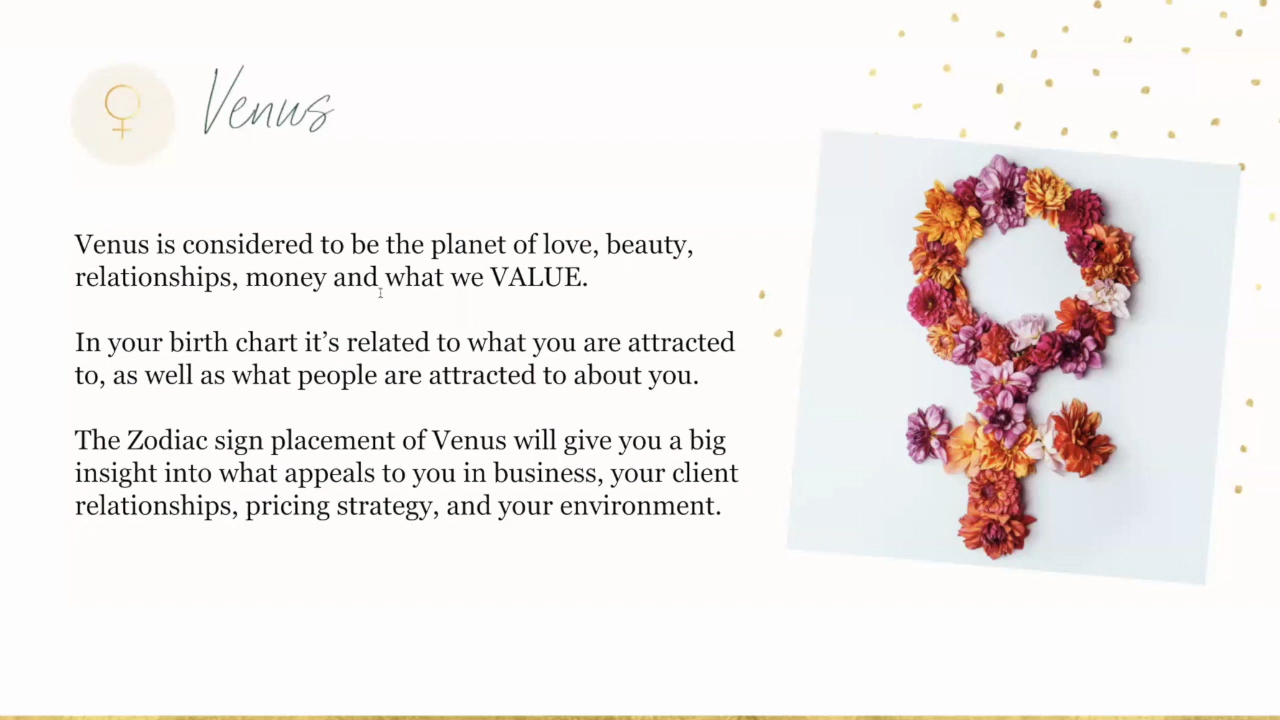 Venus
Venus is considered to be the planet of love, beauty,
relationships, money and what we VALUE.
In your birth chart it’s related to what you are attracted
to, as well as what people are attracted to about you.
The Zodiac sign placement of Venus will give you a big
insight into what appeals to you in business, your client
relationships, pricing strategy, and your environment.